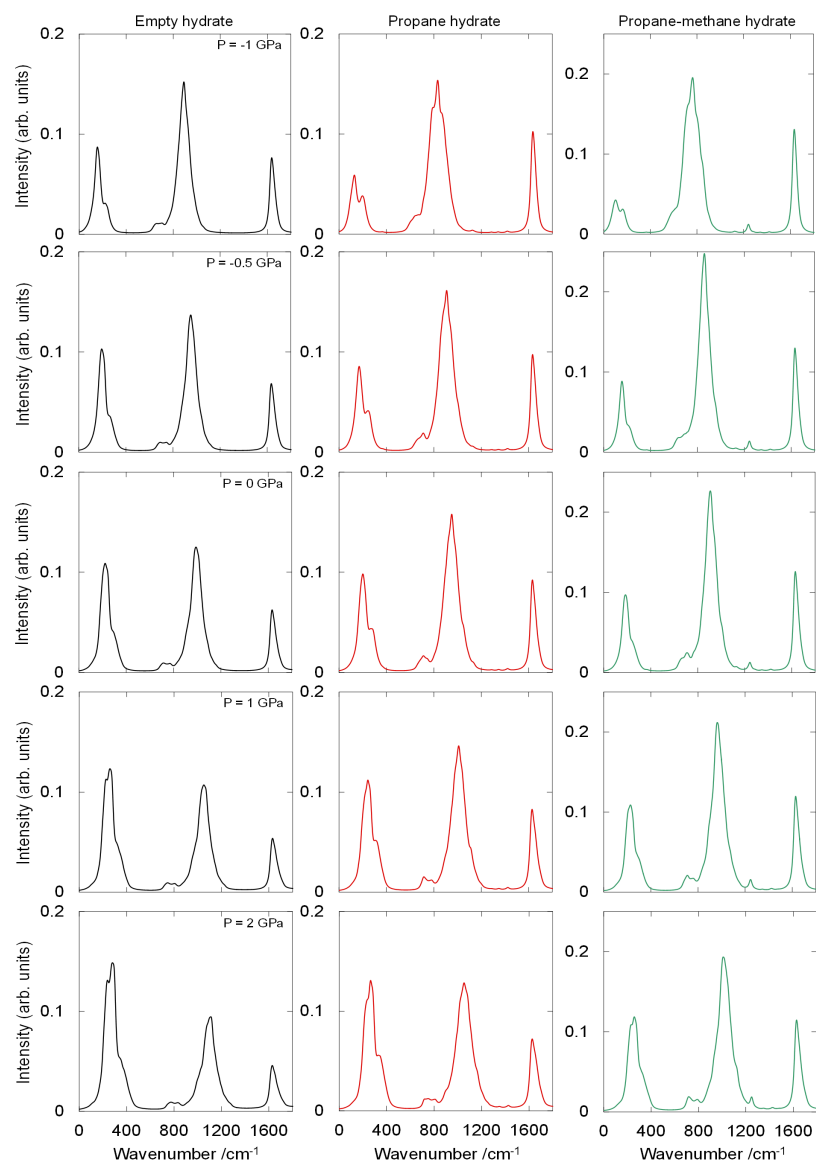 Empty hydrate Propane hydrate Propane-methane hydrate
P = -1 GPa
0.2 0.2 0.2
0.1 0.1 0.1
0 0 0
Intensity (arb. units)
P = -0.5 GPa
0.2 0.2 0.2
0.1 0.1 0.1
0 0 0
Intensity (arb. units)
P = 0 GPa
0.2 0.2 0.2
0.1 0.1 0.1
0 0 0
Intensity (arb. units)
P = 1 GPa
0.2 0.2 0.2
0.1 0.1 0.1
0 0 0
Intensity (arb. units)
P = 2 GPa
0.2 0.2 0.2
0.1 0.1 0.1
0 0 0
Intensity (arb. units)
0 400 800 1200 1600 0 400 800 1200 1600 0 400 800 1200 1600
Wavenumber /cm-1 Wavenumber /cm-1 Wavenumber /cm-1